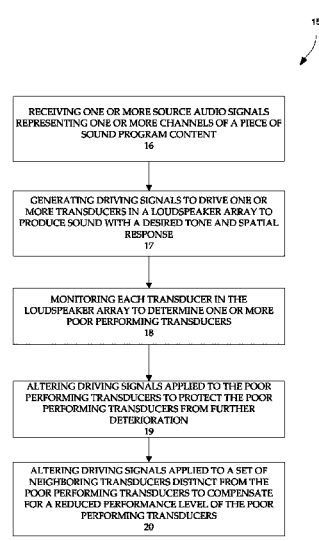 15
RECEIVING ONE OR MORE SOURCE AUDIO SIGNALS
REPRESENTING ONE OR MORE CHANNELS OF A PIECE OF
SOUND PROGRAM CONTENT
16
GENERATING DRIVING SIGNALS TO DRIVE ONE OR
MORE TRANSDUCERS IN A LOUDSPEAKER ARRAY TO
PRODUCE SOUND WITH A DESIRED TONE AND SPATIAL
RESPONSE
17
MONITORING EACH TRANSDUCER IN THE
LOUDSPEAKER ARRAY TO DETERMINE ONE OR MORE
POOR PERFORMING TRANSDUCERS
18
ALTERING DRIVING SIGNALS APPLIED TO THE POOR
PERFORMING TRANSDUCERS TO PROTECT THE POOR
PERFORMING TRANSDUCERS FROM FURTHER
DETERIORATION
19
ALTERING DRIVING SIGNALS APPLIED TO A SET OF
NEIGHBORING TRANSDUCERS DISTINCT FROM THE
POOR PERFORMING TRANSDUCERS TO COMPENSATE
FOR A REDUCED PERFORMANCE LEVEL OF THE POOR
PERFORMING TRANSDUCERS
20